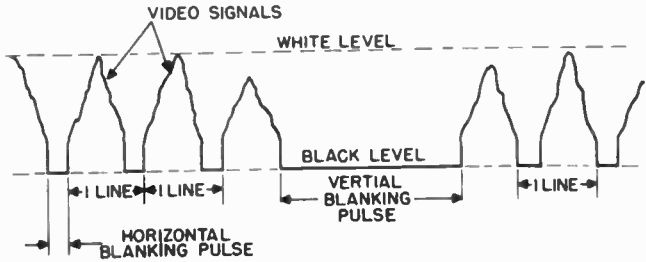 VIDEO SIGNALS
WHITE LEVEL
BLACK LEVEL
1 LINE
1 LINE
VERTIAL
BLANKING
PULSE
1 LINE
HORIZONTAL
BLANKING PULSE